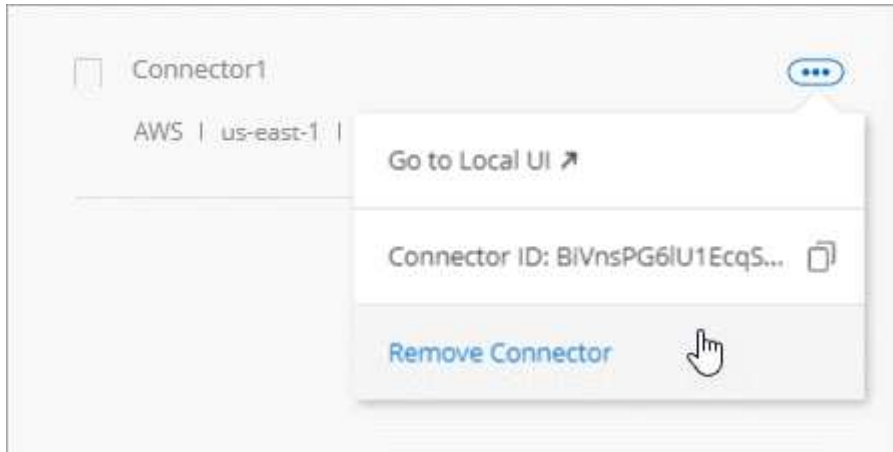 Connector1
AWS | us-east-1 |
Go to Local UI
Connector ID: BiVnsPG6lU1EcqS...
Remove Connector